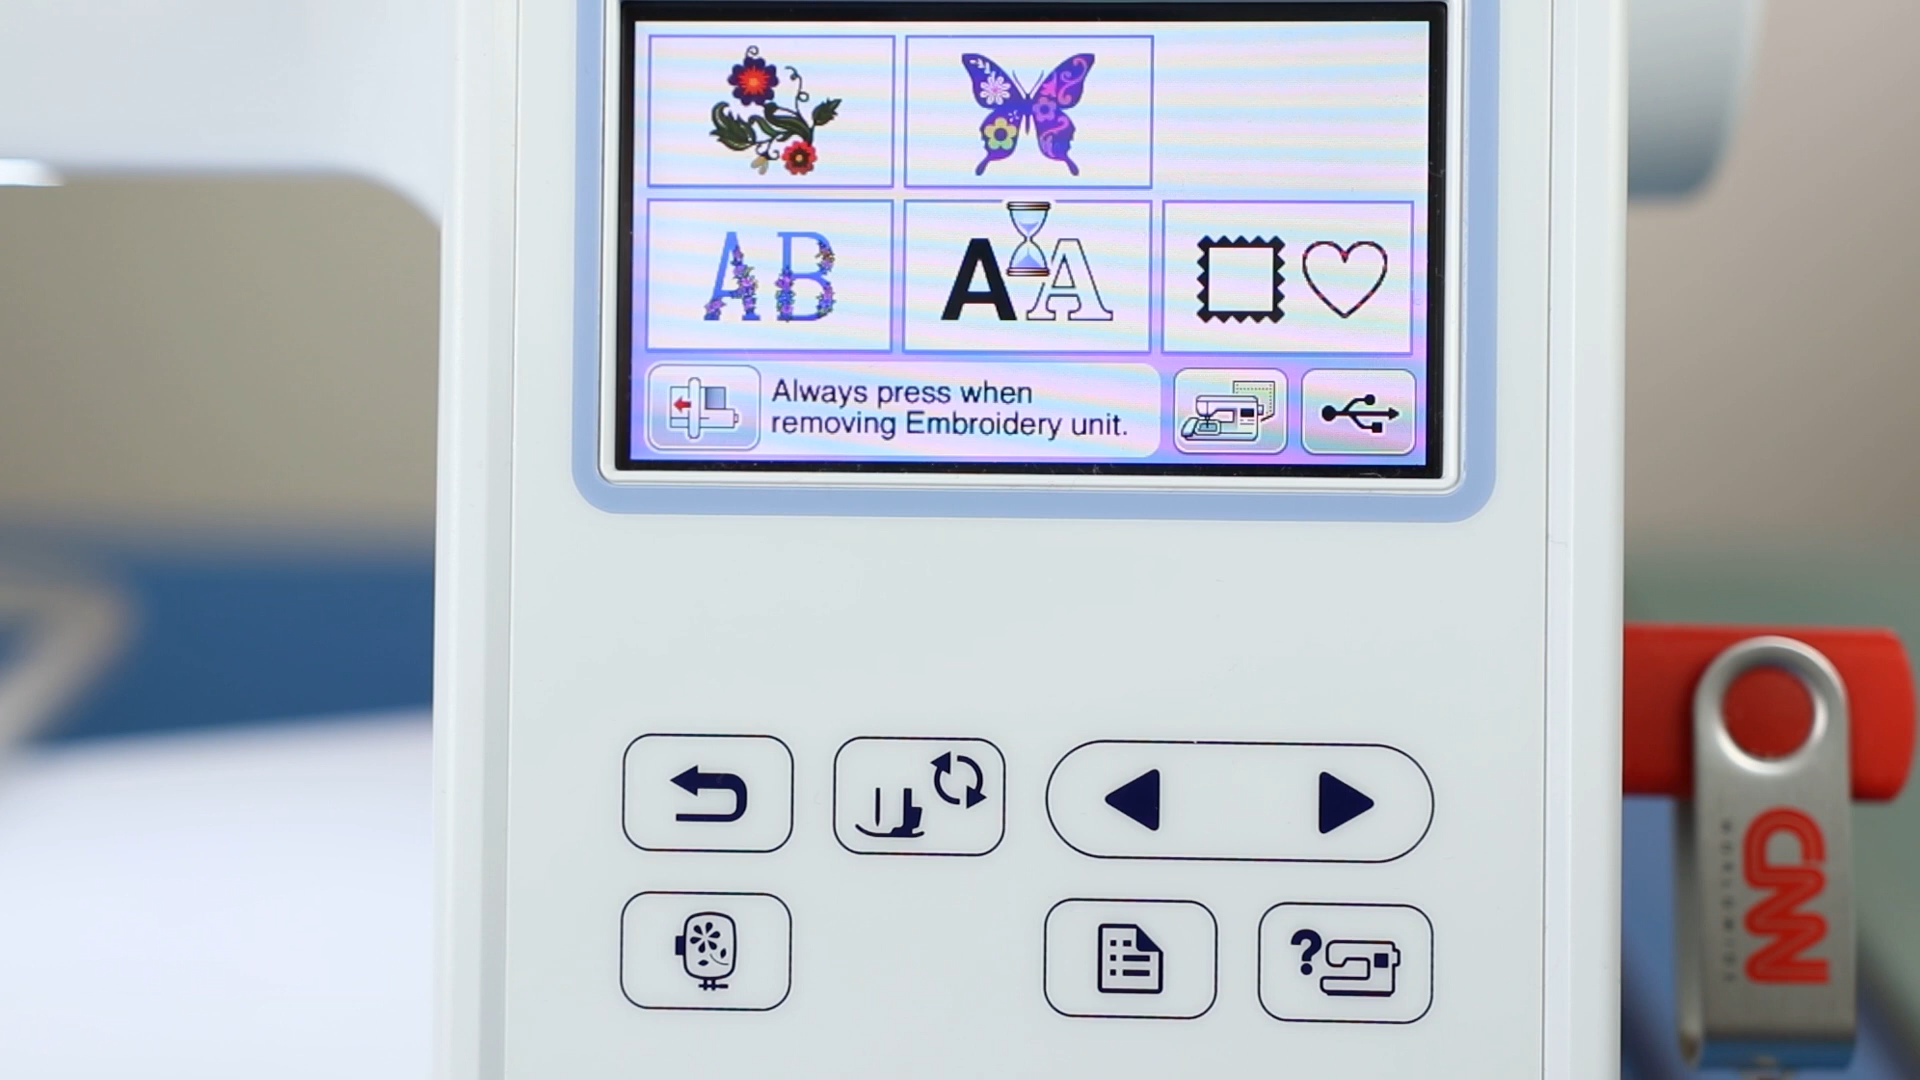 AB
AA
Always press when
removing Embroidery unit.
?
CNN